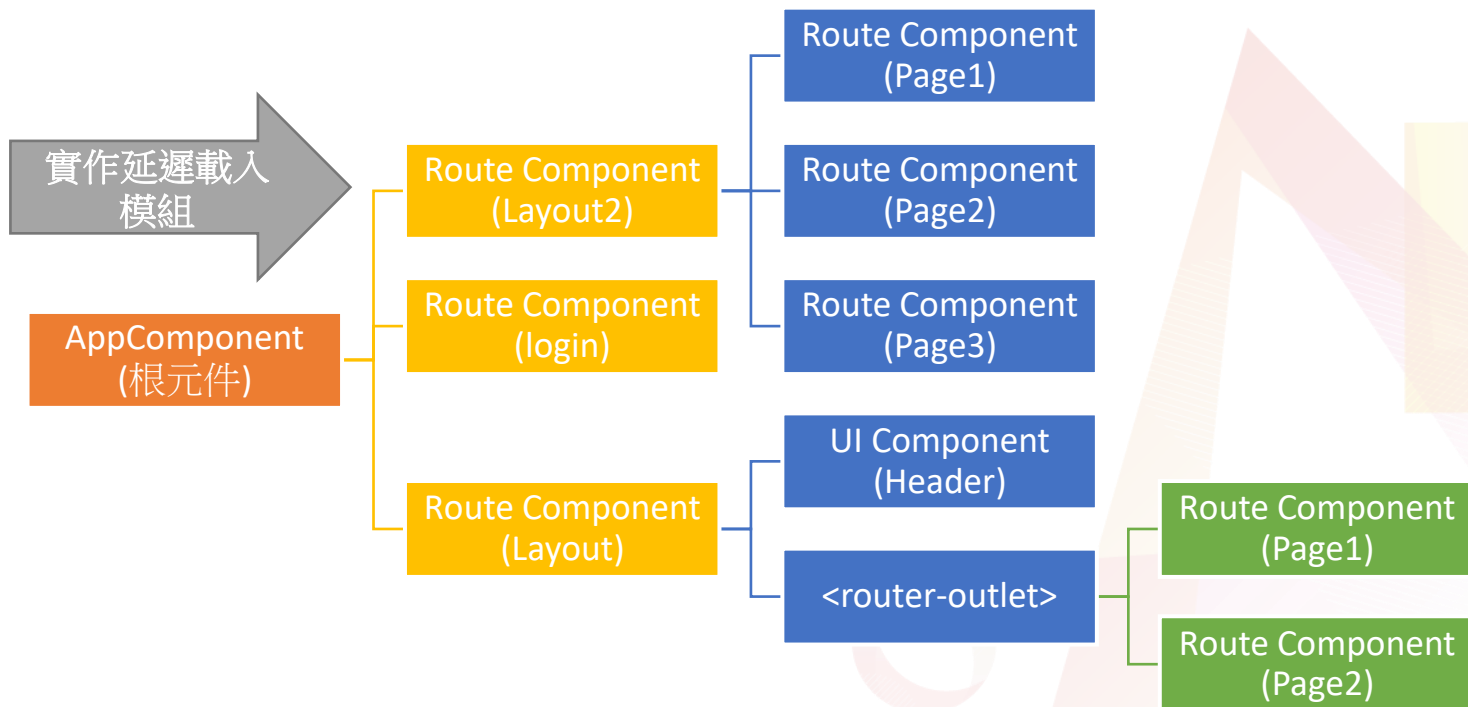 實作延遲載入
模組
AppComponent
(根元件)
Route Component
(Layout2)
Route Component
(login)
Route Component
(Layout)
Route Component
(Page1)
Route Component
(Page2)
Route Component
(Page3)
UI Component
(Header)
<router-outlet>
Route Component
(Page1)
Route Component
(Page2)